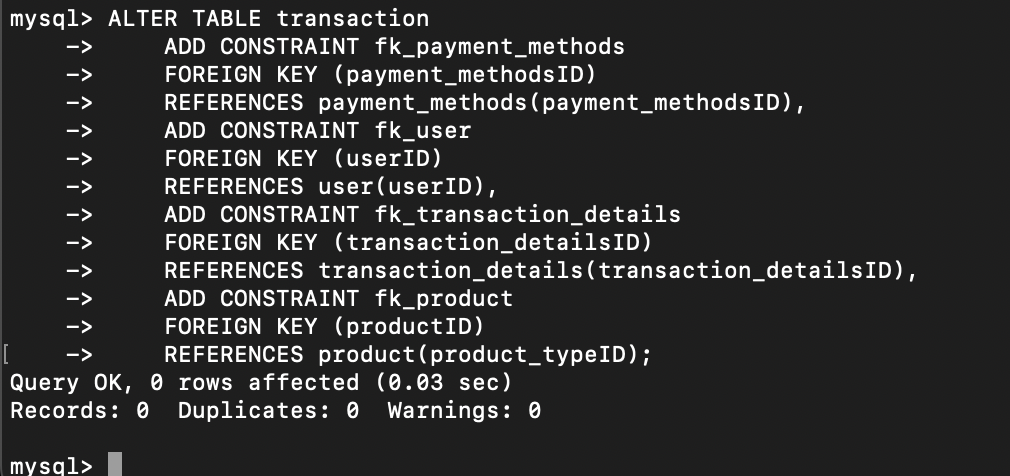 mysql> ALTER TABLE transaction
    ->     ADD CONSTRAINT fk_payment_methods
    ->     FOREIGN KEY (payment_methodsID)
    ->     REFERENCES payment_methods(payment_methodsID),
    ->     ADD CONSTRAINT fk_user
    ->     FOREIGN KEY (userID)
    ->     REFERENCES user(userID),
    ->     ADD CONSTRAINT fk_transaction_details
    ->     FOREIGN KEY (transaction_detailsID)
    ->     REFERENCES transaction_details(transaction_detailsID),
    ->     ADD CONSTRAINT fk_product
    ->     FOREIGN KEY (productID)
[    ->     REFERENCES product(product_typeID);
Query OK, 0 rows affected (0.03 sec)
Records: 0  Duplicates: 0  Warnings: 0
mysql>